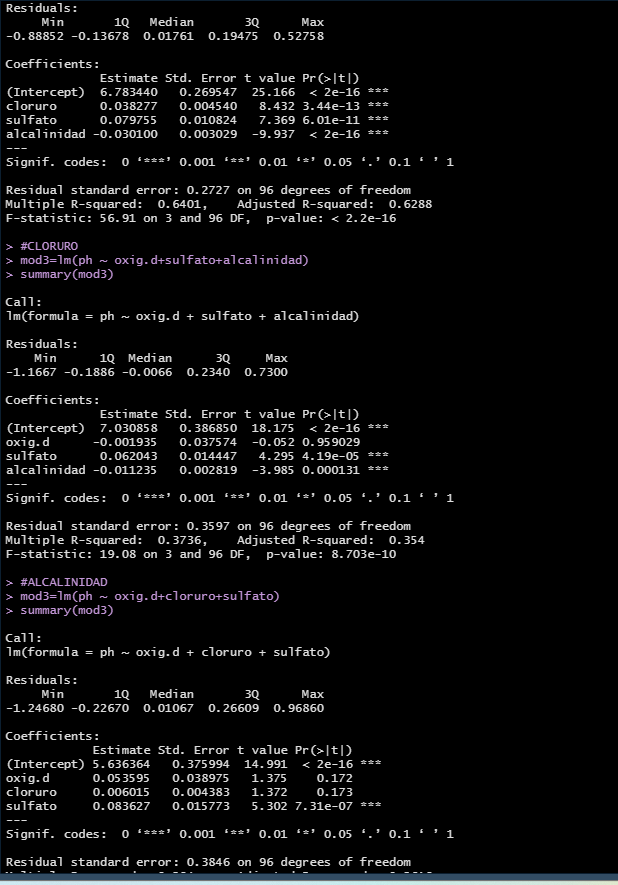 Residuals:
     Min       1Q   Median       3Q      Max
-0.88852 -0.13678  0.01761  0.19475  0.52758

Coefficients:
             Estimate Std. Error t value Pr(>|t|)
(Intercept)  6.783440   0.269547  25.166  < 2e-16 ***
cloruro      0.038277   0.004540   8.432 3.44e-13 ***
sulfato      0.079755   0.010824   7.369 6.01e-11 ***
alcalinidad -0.030100   0.003029  -9.937  < 2e-16 ***
---
Signif. codes:  0 ‘***’ 0.001 ‘**’ 0.01 ‘*’ 0.05 ‘.’ 0.1 ‘ ’ 1

Residual standard error: 0.2727 on 96 degrees of freedom
Multiple R-squared:  0.6401,    Adjusted R-squared:  0.6288
F-statistic: 56.91 on 3 and 96 DF,  p-value: < 2.2e-16

> #CLORURO
> mod3=lm(ph ~ oxig.d+sulfato+alcalinidad)
> summary(mod3)

Call:
lm(formula = ph ~ oxig.d + sulfato + alcalinidad)

Residuals:
    Min      1Q  Median      3Q     Max
-1.1667 -0.1886 -0.0066  0.2340  0.7300

Coefficients:
             Estimate Std. Error t value Pr(>|t|)
(Intercept)  7.030858   0.386850  18.175  < 2e-16 ***
oxig.d      -0.001935   0.037574  -0.052 0.959029
sulfato      0.062043   0.014447   4.295 4.19e-05 ***
alcalinidad -0.011235   0.002819  -3.985 0.000131 ***
---
Signif. codes:  0 ‘***’ 0.001 ‘**’ 0.01 ‘*’ 0.05 ‘.’ 0.1 ‘ ’ 1

Residual standard error: 0.3597 on 96 degrees of freedom
Multiple R-squared:  0.3736,    Adjusted R-squared:  0.354
F-statistic: 19.08 on 3 and 96 DF,  p-value: 8.703e-10

> #ALCALINIDAD
> mod3=lm(ph ~ oxig.d+cloruro+sulfato)
> summary(mod3)

Call:
lm(formula = ph ~ oxig.d + cloruro + sulfato)

Residuals:
     Min       1Q   Median       3Q      Max
-1.24680 -0.22670  0.01067  0.26609  0.96860

Coefficients:
            Estimate Std. Error t value Pr(>|t|)
(Intercept) 5.636364   0.375994  14.991  < 2e-16 ***
oxig.d      0.053595   0.038975   1.375    0.172
cloruro     0.006015   0.004383   1.372    0.173
sulfato     0.083627   0.015773   5.302 7.31e-07 ***
---
Signif. codes:  0 ‘***’ 0.001 ‘**’ 0.01 ‘*’ 0.05 ‘.’ 0.1 ‘ ’ 1

Residual standard error: 0.3846 on 96 degrees of freedom